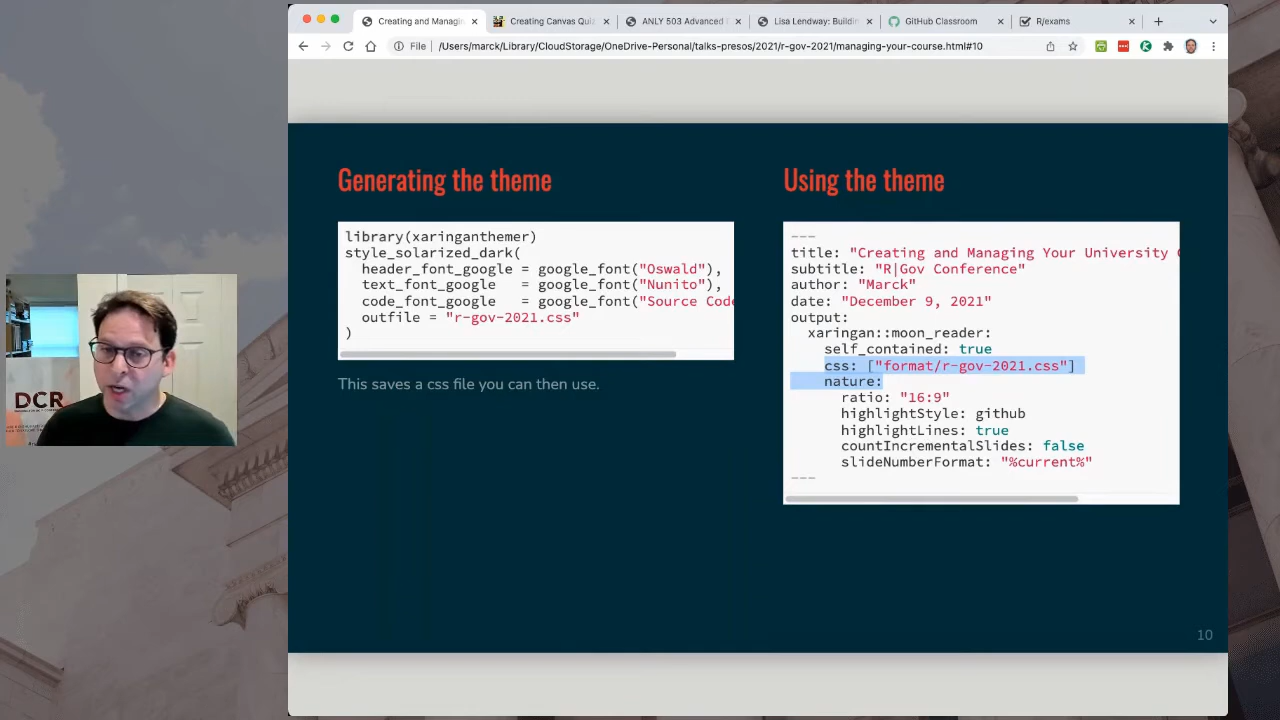 Creating and Managin
Creating Canvas Quiz
ANLY 503 Advanced
Lisa Lendway: Buildin
GitHub Classroom
R/exams
File
/Users/marck/Library/CloudStorage/OneDrive-Personal/talks-presos/2021/r-gov-2021/managing-your-course.html#10
Generating the theme
library(xaringanthemer)
style_solarized_dark(
header_font_google = google_font("Oswald"),
text_font_google = google_font("Nunito"),
code_font_google = google_font("Source Code
outfile = "r-gov-2021.css"
)
This saves a css file you can then use.
Using the theme
---
title: "Creating and Managing Your University
subtitle: "R|Gov Conference"
author: "Marck"
date: "December 9, 2021"
output:
xaringan::moon_reader:
self_contained: true
css: ["format/r-gov-2021.css"]
nature:
ratio: "16:9"
highlightStyle: github
highlightLines: true
countIncrementalSlides: false
slideNumberFormat: "%current%"
---
DCR
10